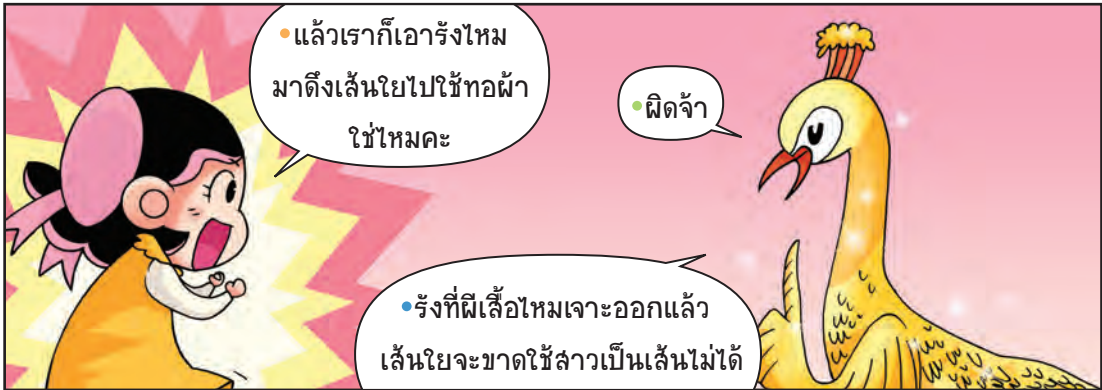 •แล้วเราก็เอารังไหม
มาดึงเส้นใยไปใช้ทอผ้า
ใช่ไหมคะ
•ผิดจ้า
•รังที่ผีเสื้อไหมเจาะออกแล้ว
เส้นใยจะขาดใช้สาวเป็นเส้นไม่ได้